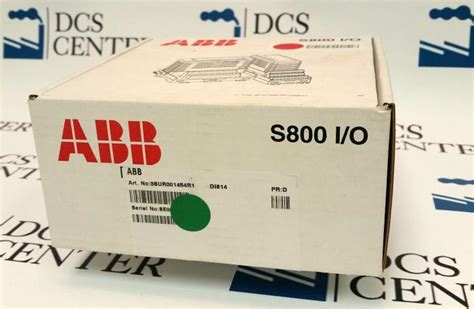 DCS
CENTER
DCS
CENTER
ABB
S800 I/O
ABB
S800 I/O
ABB
Art. No:3BUR001454R1 DI814 PR:D
Serial No:
DCS
CENTER
DCS
CENTER